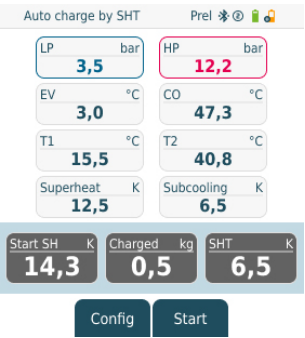 Auto charge by SHT Prel
LP bar HP bar
3,5 12,2
EV °C CO °C
3,0 47,3
T1 °C T2 °C
15,5 40,8
Superheat K Subcooling K
12,5 6,5
Start SH K Charged kg SHT K
14,3 0,5 6,5
Config Start